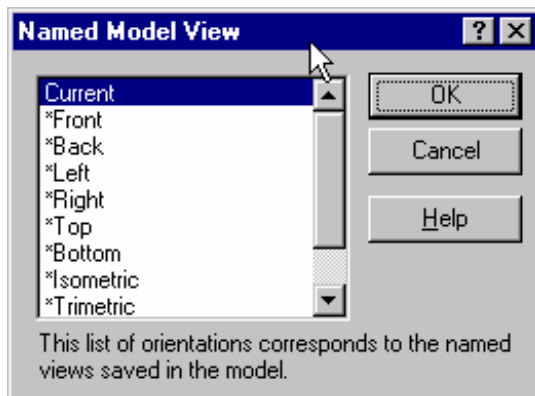 Named Model View
?
Current
*Front
*Back
*Left
*Right
*Top
*Bottom
*Isometric
*Trimetric
OK
Cancel
Help
This list of orientations corresponds to the named
views saved in the model.